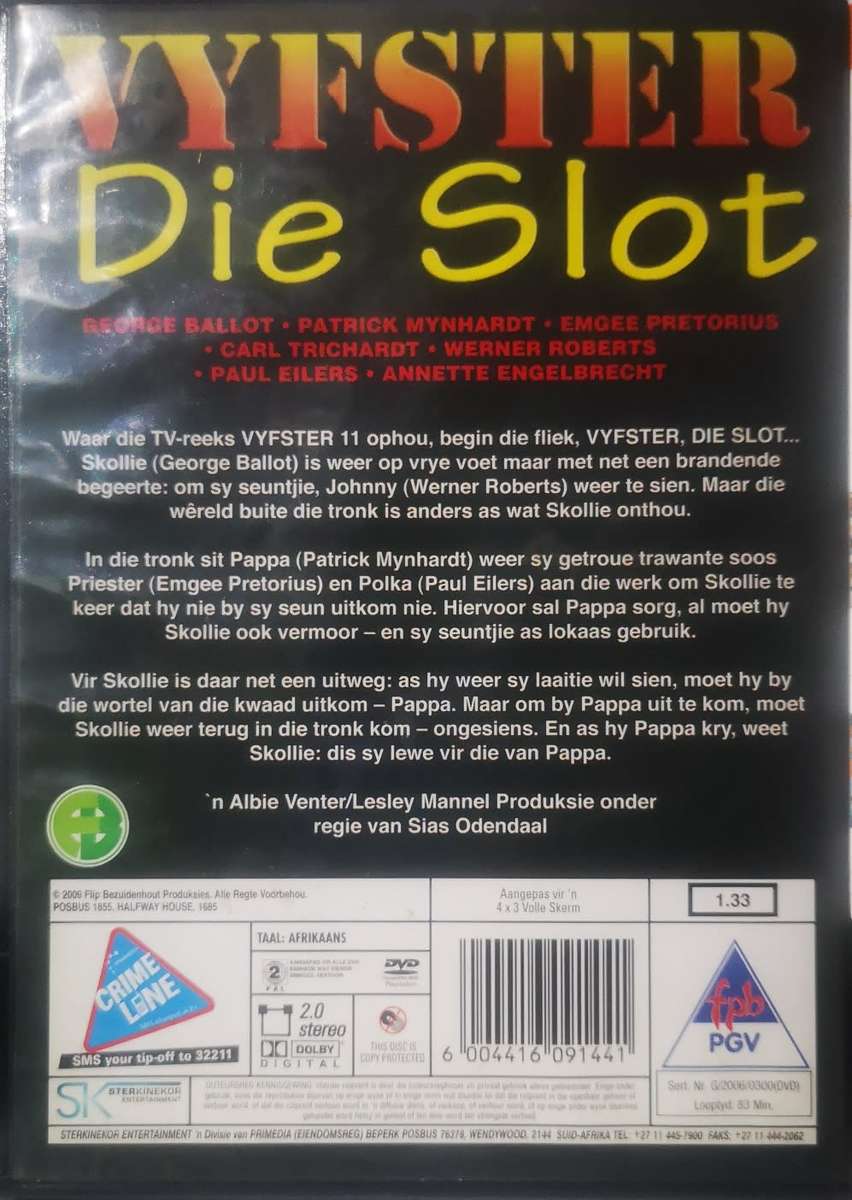 VYFSTER
Die Slot
GEORGE BALLOT • PATRICK MYNHARDT • EMGEE PRETORIUS
• CARL TRICHARDT • WERNER ROBERTS
• PAUL EILERS • ANNETTE ENGELBRECHT
Waar die TV-reeks VYFSTER 11 ophou, begin die fliek, VYFSTER, DIE SLOT...
Skollie (George Ballot) is weer op vrye voet maar met net een brandende
begeerte: om sy seuntjie, Johnny (Werner Roberts) weer te sien. Maar die
wêreld buite die tronk is anders as wat Skollie onthou.
In die tronk sit Pappa (Patrick Mynhardt) weer sy getroue trawante soos
Priester (Emgee Pretorius) en Polka (Paul Eilers) aan die werk om Skollie te
keer dat hy nie by sy seun uitkom nie. Hiervoor sal Pappa sorg, al moet hy
Skollie ook vermoor – en sy seuntjie as lokaas gebruik.
Vir Skollie is daar net een uitweg: as hy weer sy laaitie wil sien, moet hy by
die wortel van die kwaad uitkom – Pappa. Maar om by Pappa uit te kom, moet
Skollie weer terug in die tronk kom – ongesiens. En as hy Pappa kry, weet
Skollie: dis sy lewe vir die van Pappa.
`n Albie Venter/Lesley Mannel Produksie onder
regie van Sias Odendaal
© 2006 Flip Bezuidenhout Produksies. Alle Regte Voorbehou.
POSBUS 1855, HALFWAY HOUSE, 1685
Aangepas vir 'n
4 x 3 Volle Skerm
1.33
CRIME
LINE
SMS your tip-off to 32211
TAAL: AFRIKAANS
2
PAL
DVD
2.0
stereo
DOLBY
DIGITAL
THIS DISC IS
COPY PROTECTED
6 004416 091441
fpb
PGV
Sert. Nr. G/2006/0300(DVD)
Looptyd. 83 Min.
SK STERKINEKOR
ENTERTAINMENT
STERKINEKOR ENTERTAINMENT 'n Divisie van PRIMEDIA (EIENDOMSREG) BEPERK POSBUS 76378, WENDYWOOD, 2144 SUID-AFRIKA TEL +27 11 445-7900 FAKS: +27 11 444-2062